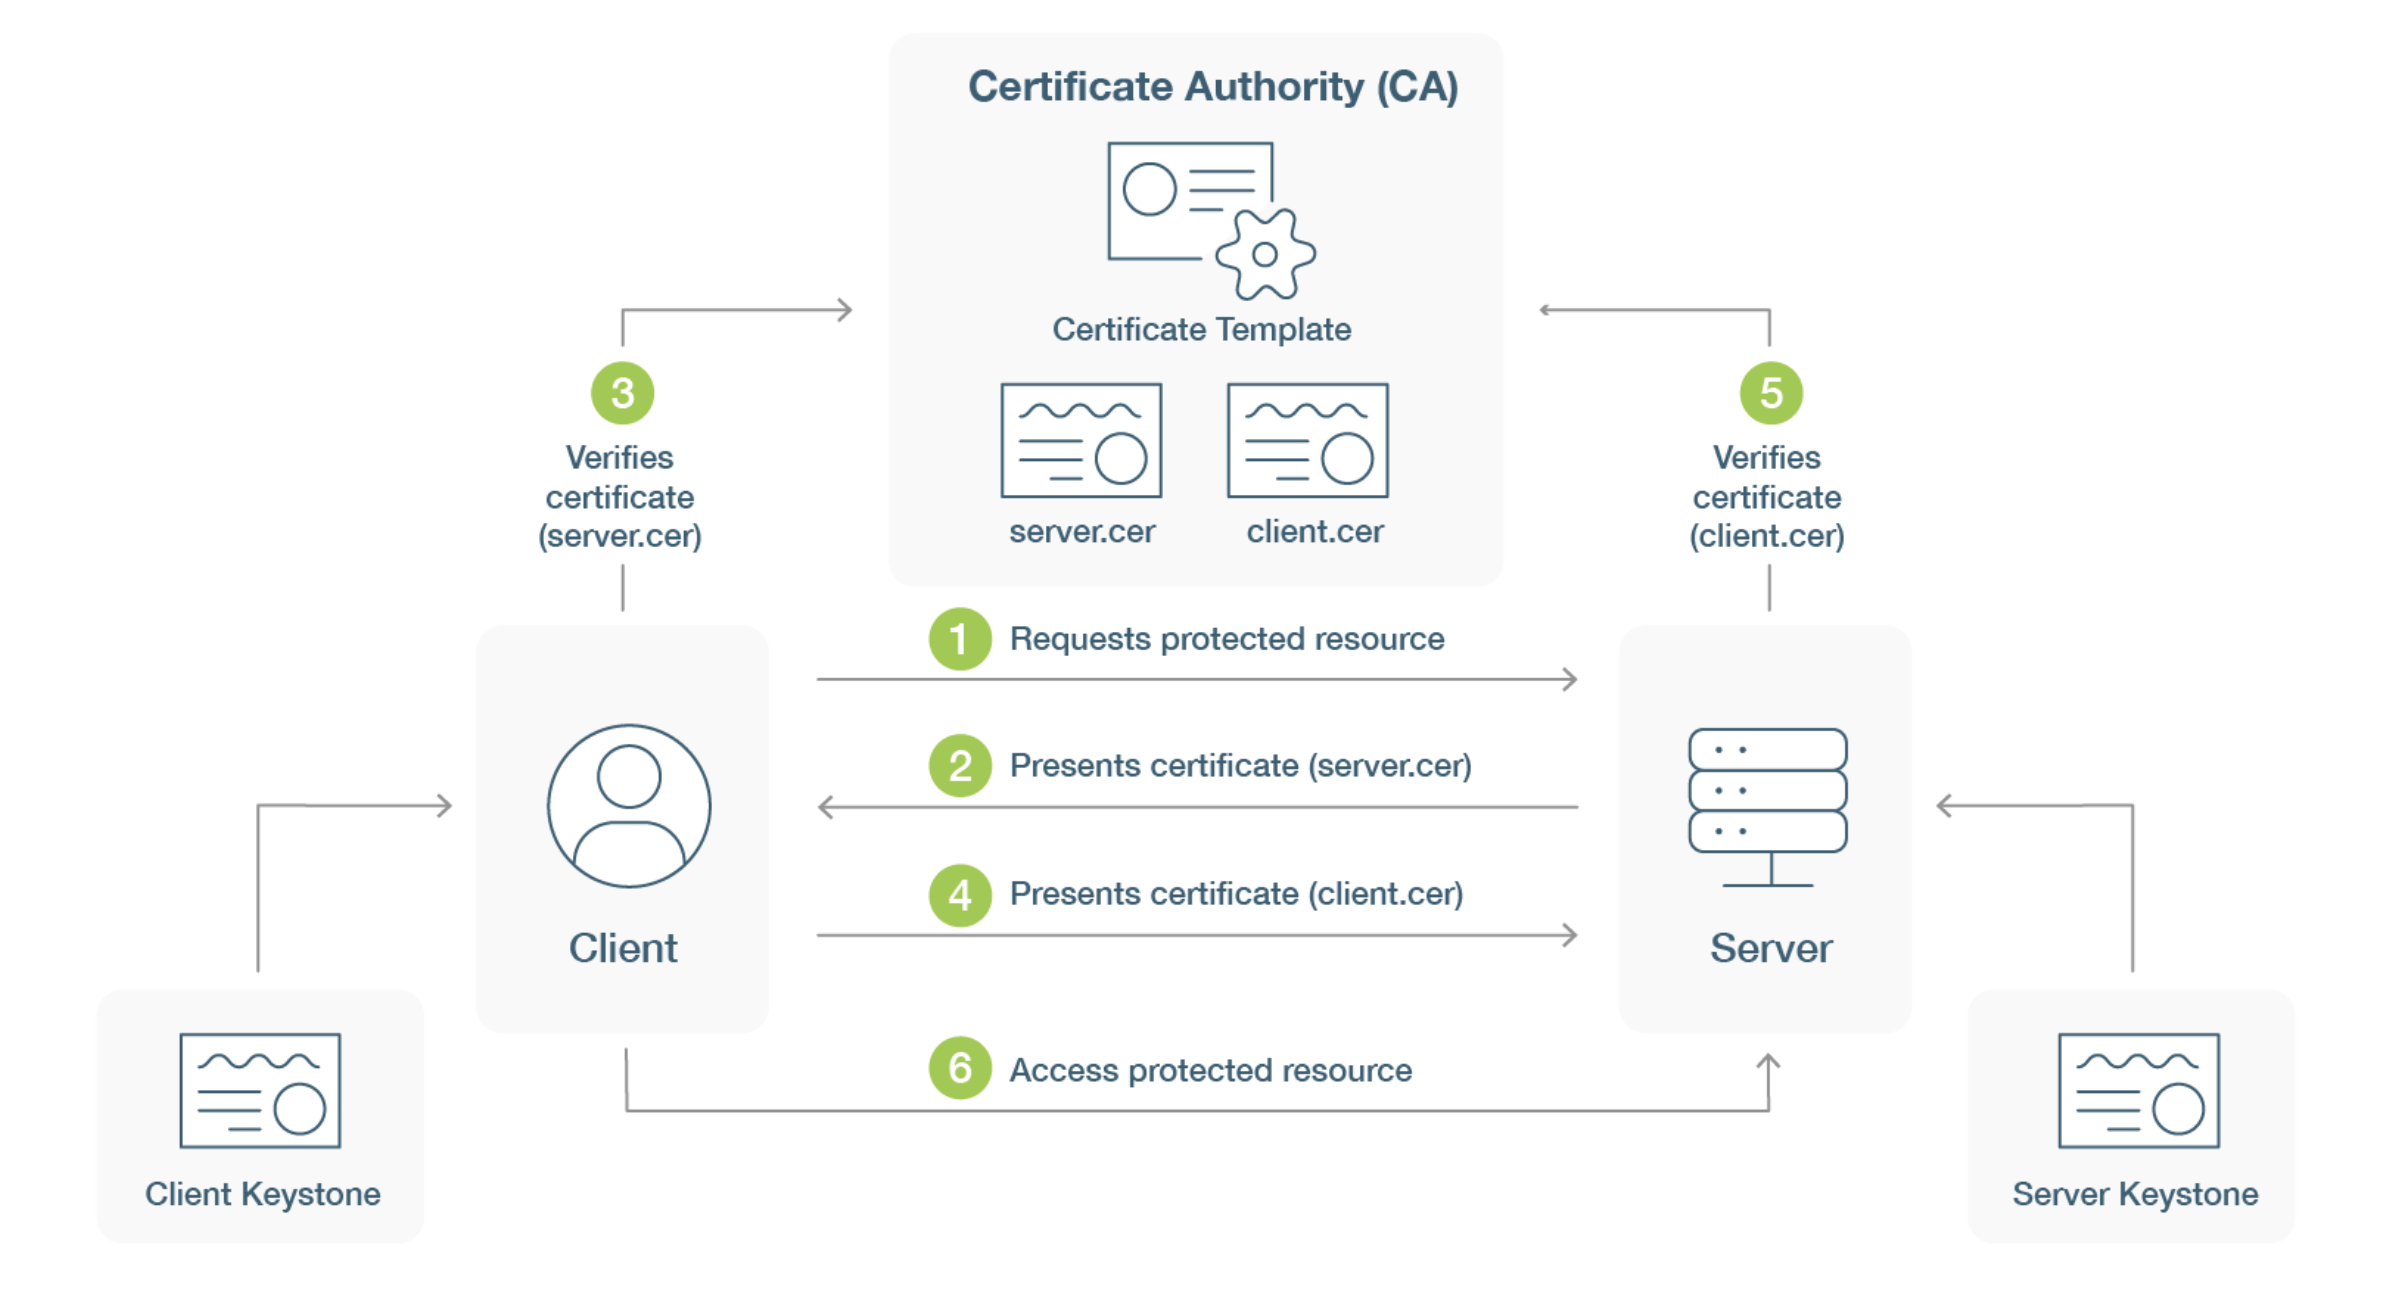 Certificate Authority (CA)
Certificate Template
server.cer
client.cer
3
Verifies
certificate
(server.cer)
5
Verifies
certificate
(client.cer)
1 Requests protected resource
2 Presents certificate (server.cer)
4 Presents certificate (client.cer)
Client
Server
6 Access protected resource
Client Keystone
Server Keystone